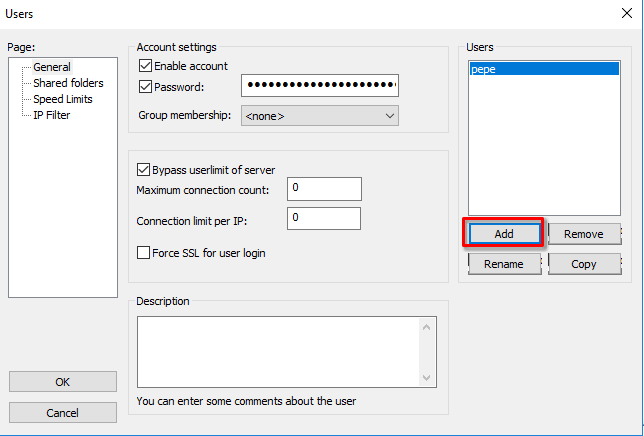 Users
Page:
General
Shared folders
Speed Limits
IP Filter
OK
Cancel
Account settings
Enable account
Password: ●●●●●●●●●●●●●●●●●●●●●●
Group membership: <none>
Bypass userlimit of server
Maximum connection count: 0
Connection limit per IP: 0
Force SSL for user login
Description
You can enter some comments about the user
Users
pepe
Add Remove
Rename Copy